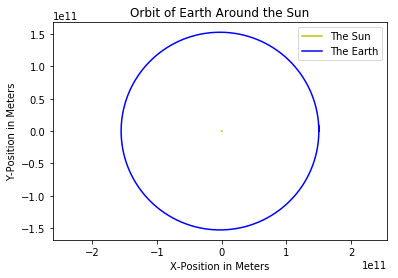 Orbit of Earth Around the Sun
1e11
The Sun
The Earth
Y-Position in Meters
1.5
1.0
0.5
0.0
−0.5
−1.0
−1.5
−2
−1
0
1
2
1e11
X-Position in Meters